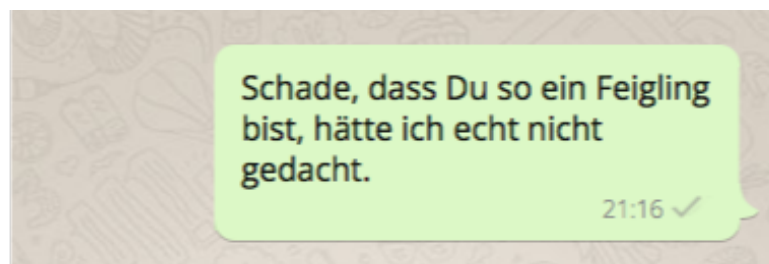 Schade, dass Du so ein Feigling
bist, hätte ich echt nicht
gedacht.
21:16